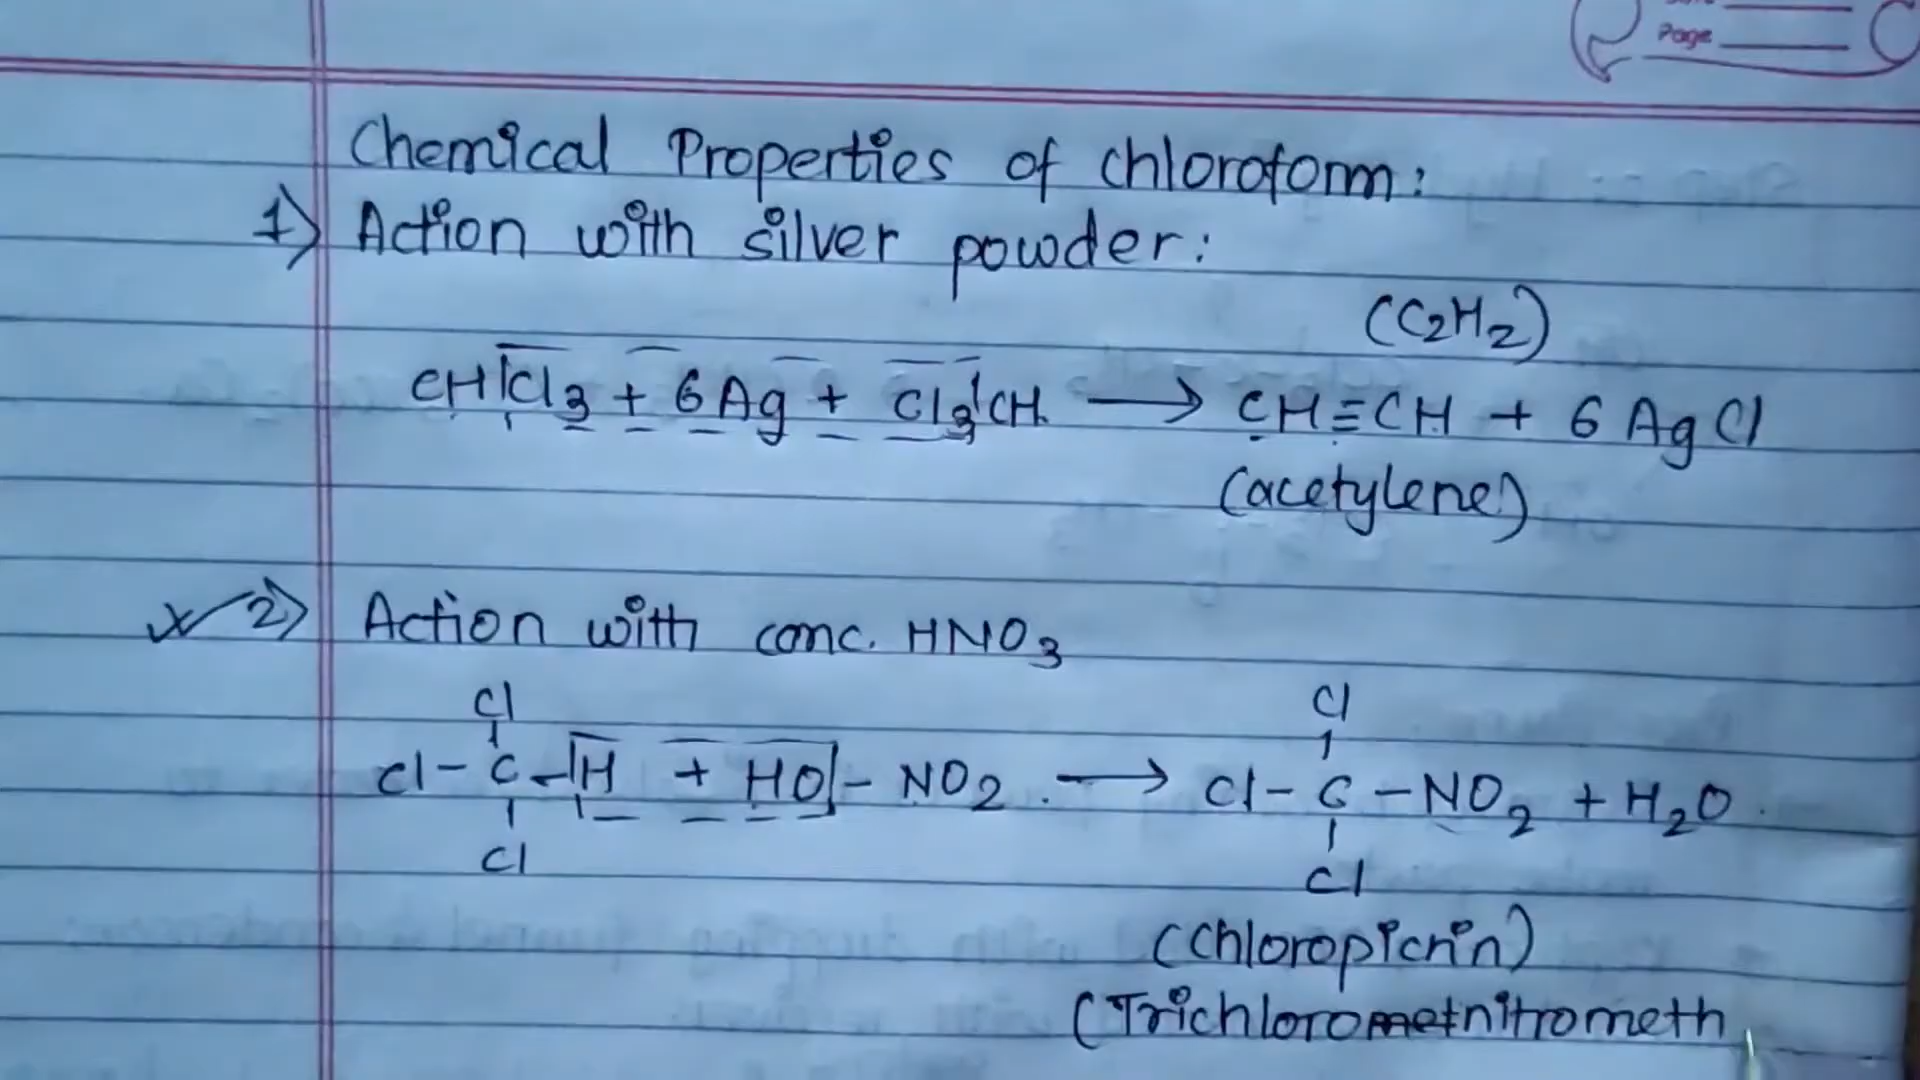 Page
Chemical Properties of chloroform:
1) Action with silver powder:
(C2H2)
CHCl3 + 6Ag + Cl3CH → CH≡CH + 6AgCl
(acetylene)
2) Action with conc. HNO3
Cl Cl
Cl-C-H + HO-NO2 → Cl-C-NO2 + H2O
Cl Cl
(Chloropicrin)
(Trichloronitrometh